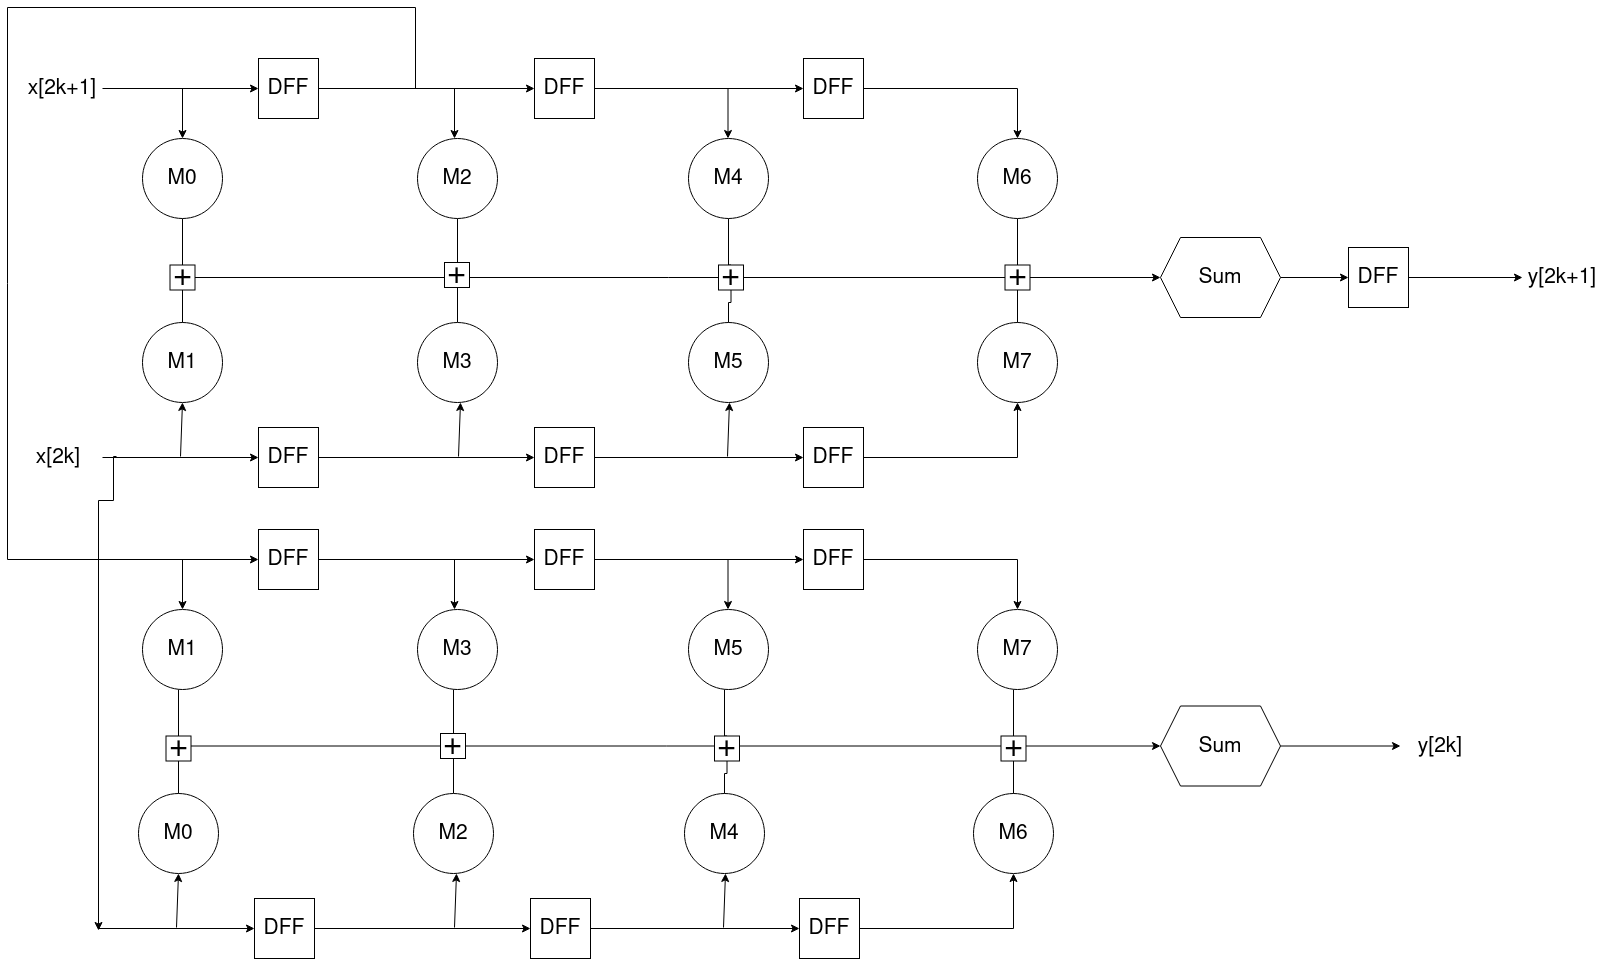 x[2k+1]
DFF
DFF
DFF
M0
M2
M4
M6
+
+
+
+
Sum
DFF
y[2k+1]
M1
M3
M5
M7
x[2k]
DFF
DFF
DFF
DFF
DFF
DFF
M1
M3
M5
M7
+
+
+
+
Sum
y[2k]
M0
M2
M4
M6
DFF
DFF
DFF